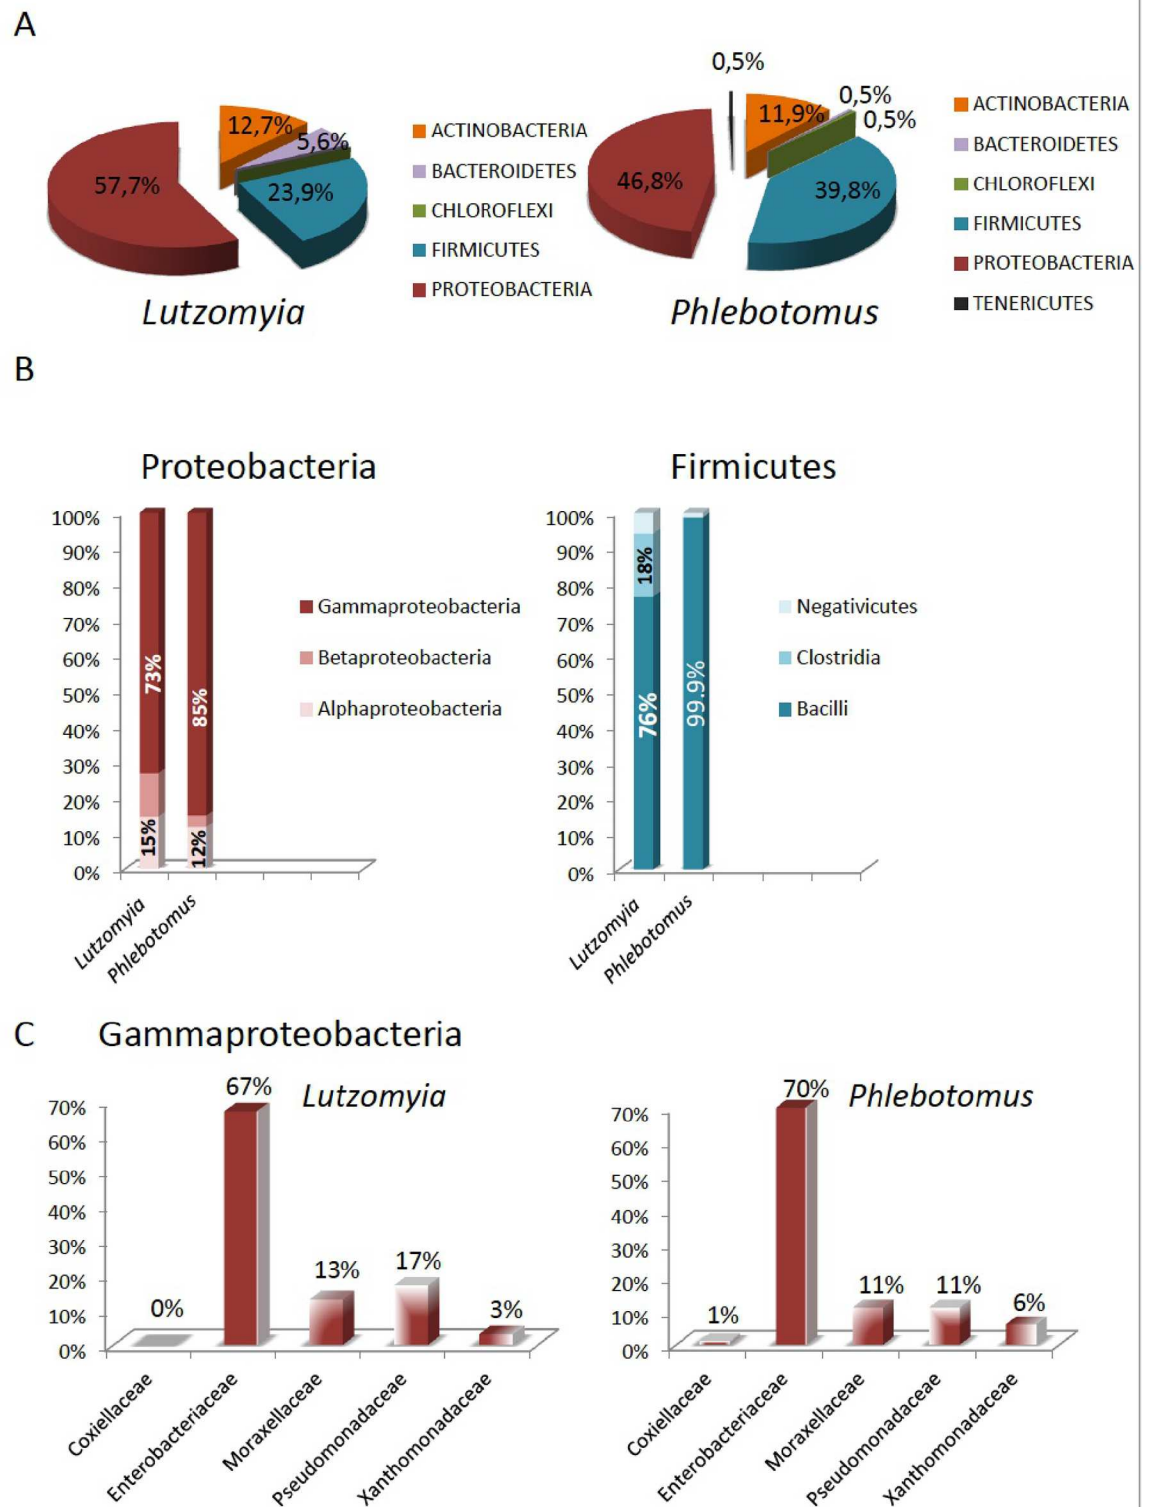 A
12,7%
5,6%
57,7%
23,9%
ACTINOBACTERIA
BACTEROIDETES
CHLOROFLEXI
FIRMICUTES
PROTEOBACTERIA
Lutzomyia
0,5%
11,9%
0,5%
0,5%
46,8%
39,8%
ACTINOBACTERIA
BACTEROIDETES
CHLOROFLEXI
FIRMICUTES
PROTEOBACTERIA
TENERICUTES
Phlebotomus
B
Proteobacteria
100%
90%
80%
70%
60%
50%
40%
30%
20%
10%
0%
73%
15%
85%
12%
Gammaproteobacteria
Betaproteobacteria
Alphaproteobacteria
Lutzomyia
Phlebotomus
Firmicutes
100%
90%
80%
70%
60%
50%
40%
30%
20%
10%
0%
18%
76%
99.9%
Negativicutes
Clostridia
Bacilli
Lutzomyia
Phlebotomus
C
Gammaproteobacteria
Lutzomyia
70%
60%
50%
40%
30%
20%
10%
0%
0%
67%
13%
17%
3%
Coxiellaceae
Enterobacteriaceae
Moraxellaceae
Pseudomonadaceae
Xanthomonadaceae
Phlebotomus
70%
60%
50%
40%
30%
20%
10%
0%
1%
70%
11%
11%
6%
Coxiellaceae
Enterobacteriaceae
Moraxellaceae
Pseudomonadaceae
Xanthomonadaceae